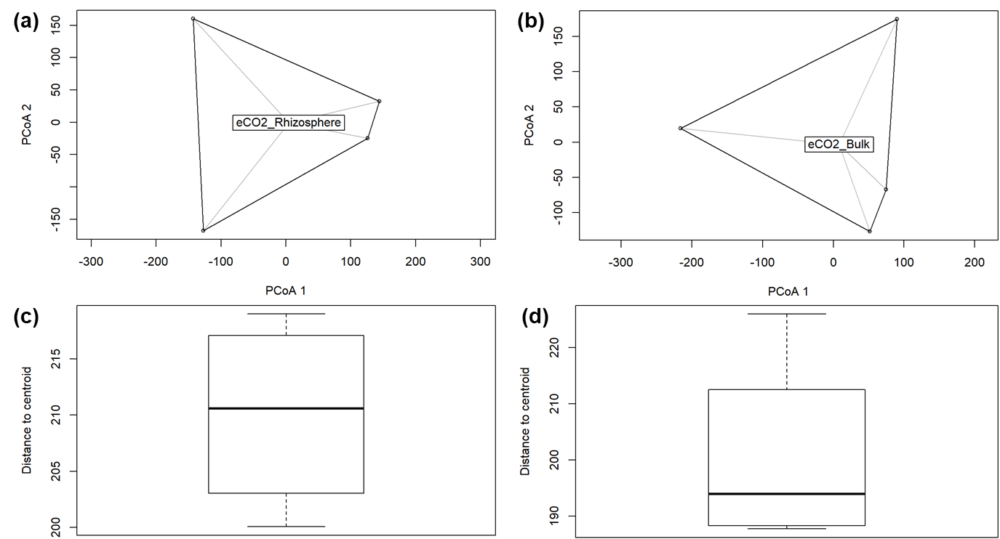 (a)
PCoA 2
150
100
50
0
-50
-150
eCO2_Rhizosphere
-300 -200 -100 0 100 200 300
PCoA 1
(b)
PCoA 2
150
100
50
0
-50
-100
eCO2_Bulk
-300 -200 -100 0 100 200
PCoA 1
(c)
Distance to centroid
215
210
205
200
(d)
Distance to centroid
220
210
200
190